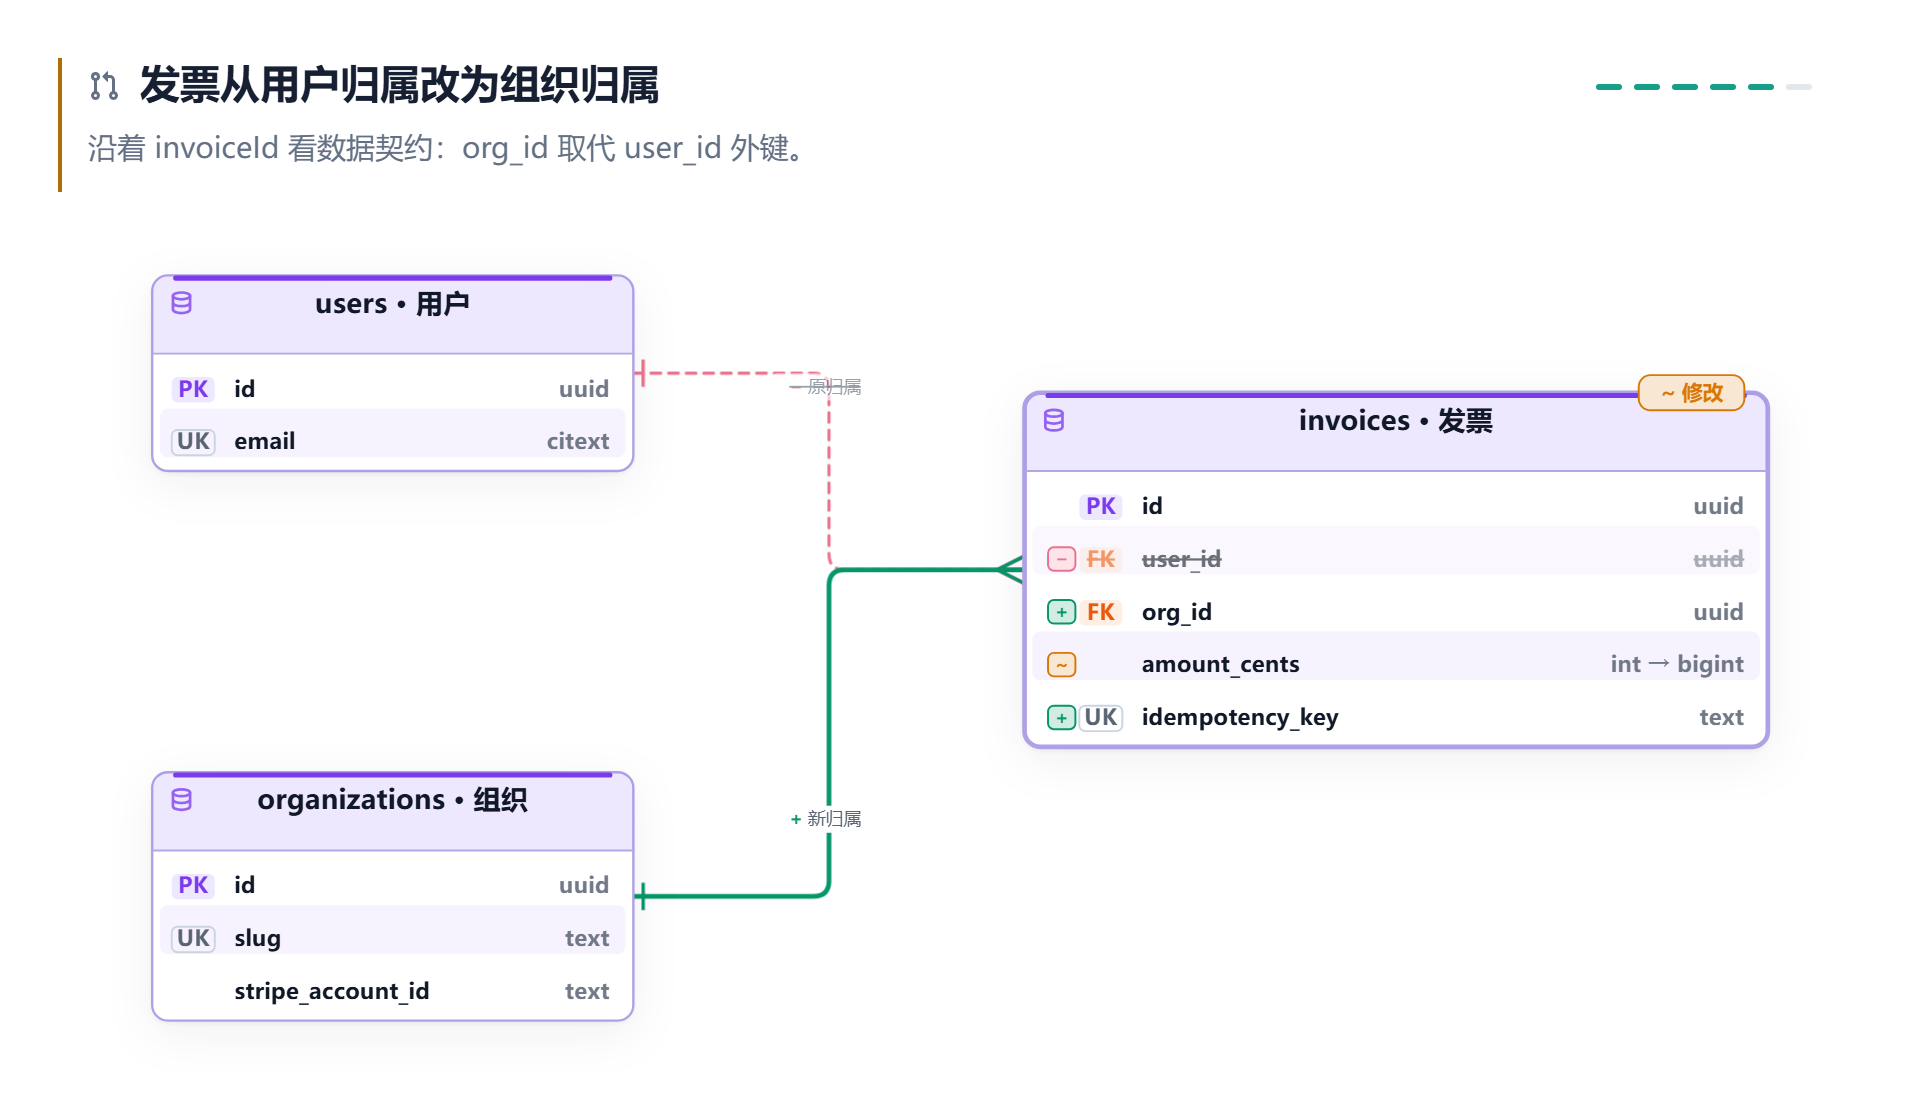 发票从用户归属改为组织归属
沿着 invoiceId 看数据契约：org_id 取代 user_id 外键。
users • 用户
PK id uuid
UK email citext
− 原归属
~ 修改
invoices • 发票
PK id uuid
− FK user_id uuid
+ FK org_id uuid
~ amount_cents int → bigint
+ UK idempotency_key text
+ 新归属
organizations • 组织
PK id uuid
UK slug text
stripe_account_id text